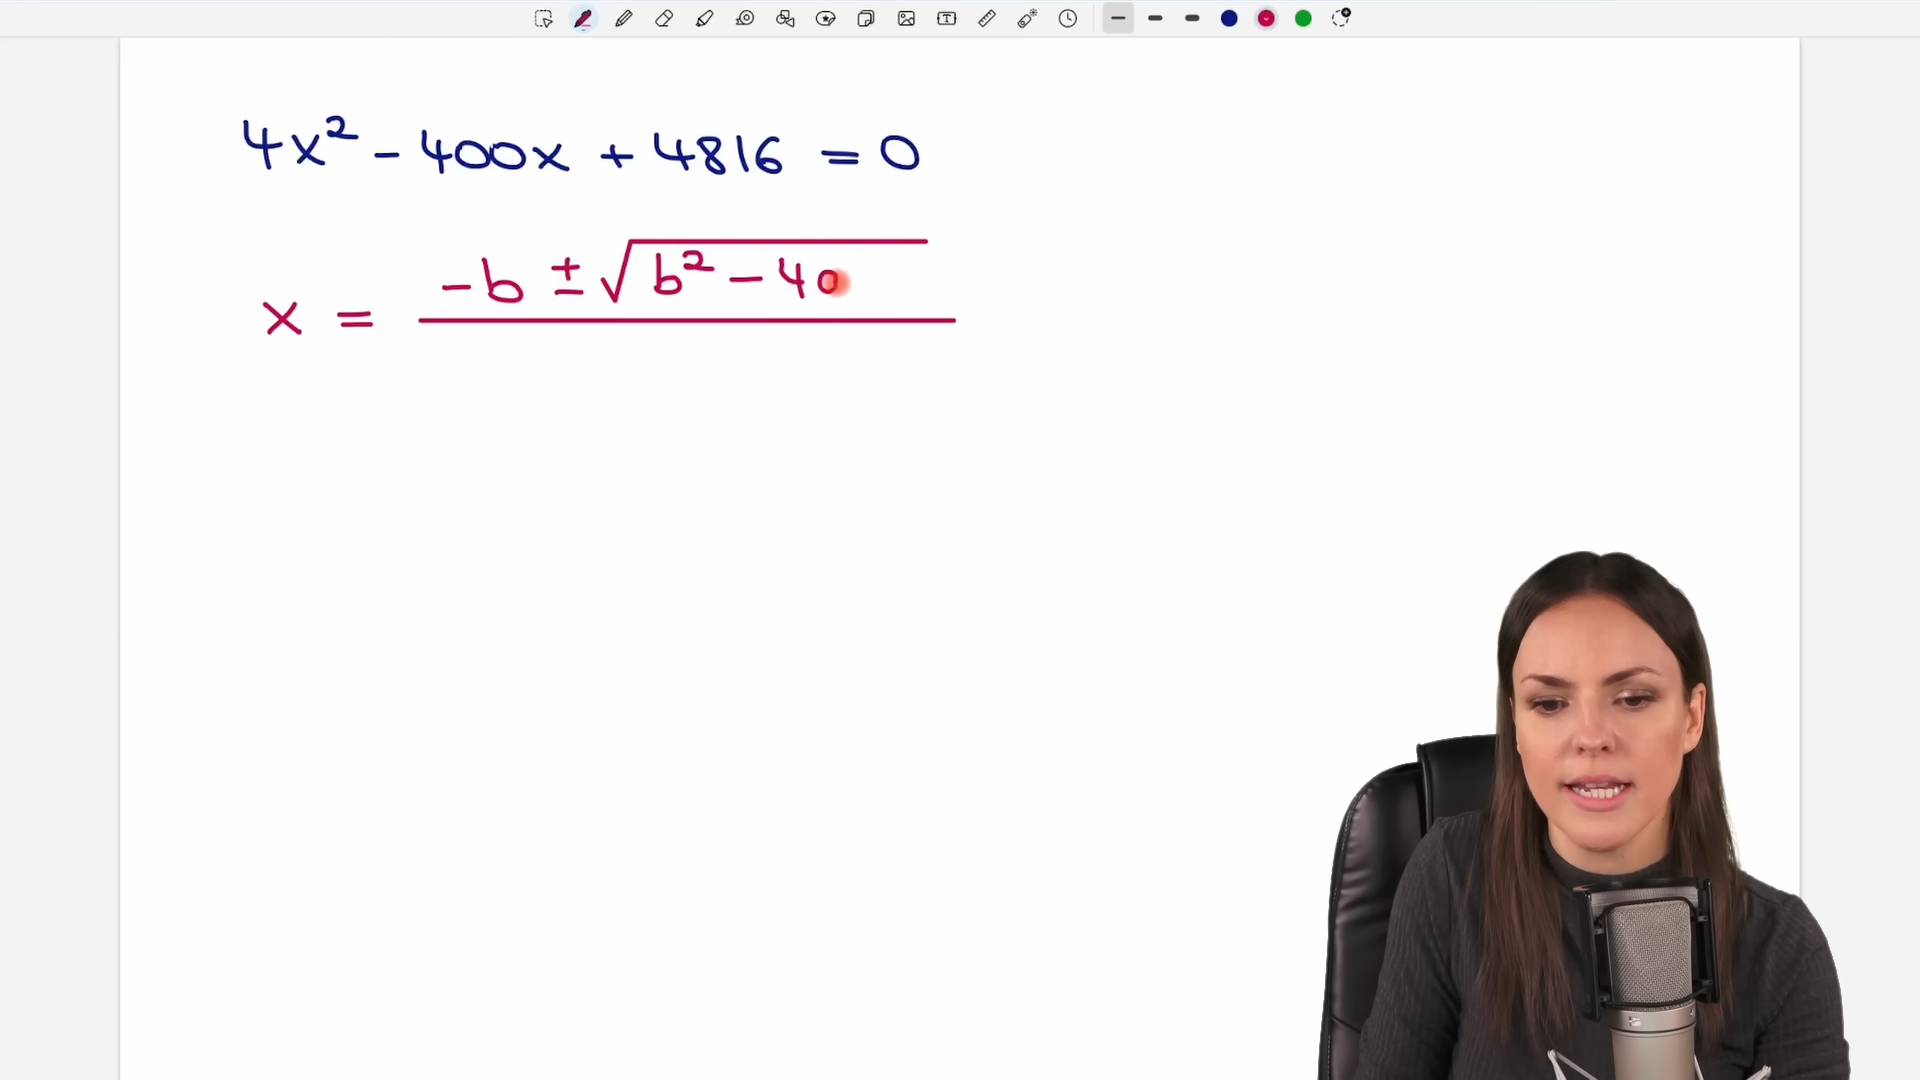 4x² - 400x + 4816 = 0
x = -b ± √b² - 4a